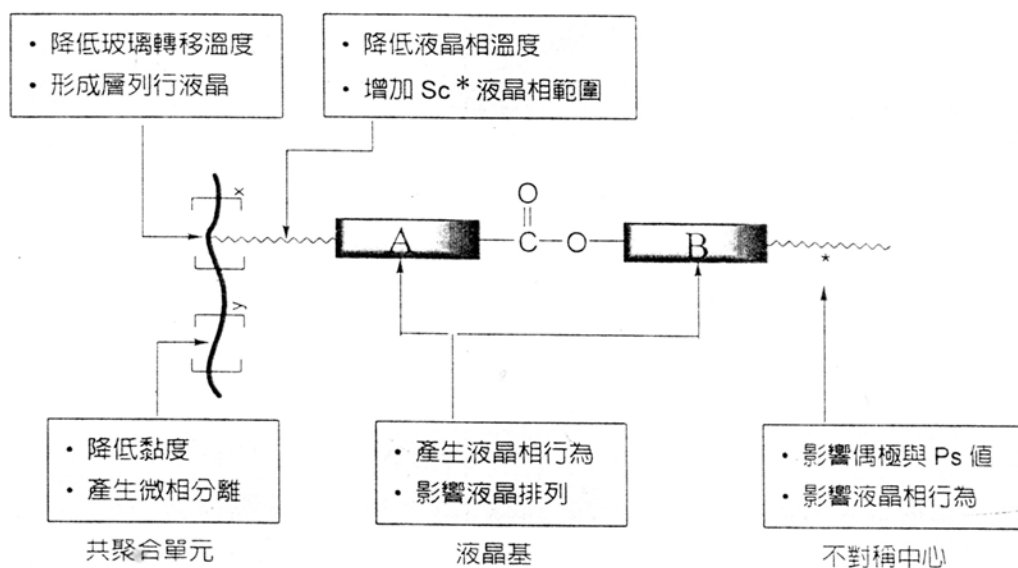 • 降低玻璃轉移溫度
• 形成層列行液晶
• 降低液晶相溫度
• 增加 Sc* 液晶相範圍
x
O
A
C
O
B
*
y
• 降低黏度
• 產生微相分離
共聚合單元
• 產生液晶相行為
• 影響液晶排列
液晶基
• 影響偶極與 Ps 值
• 影響液晶相行為
不對稱中心